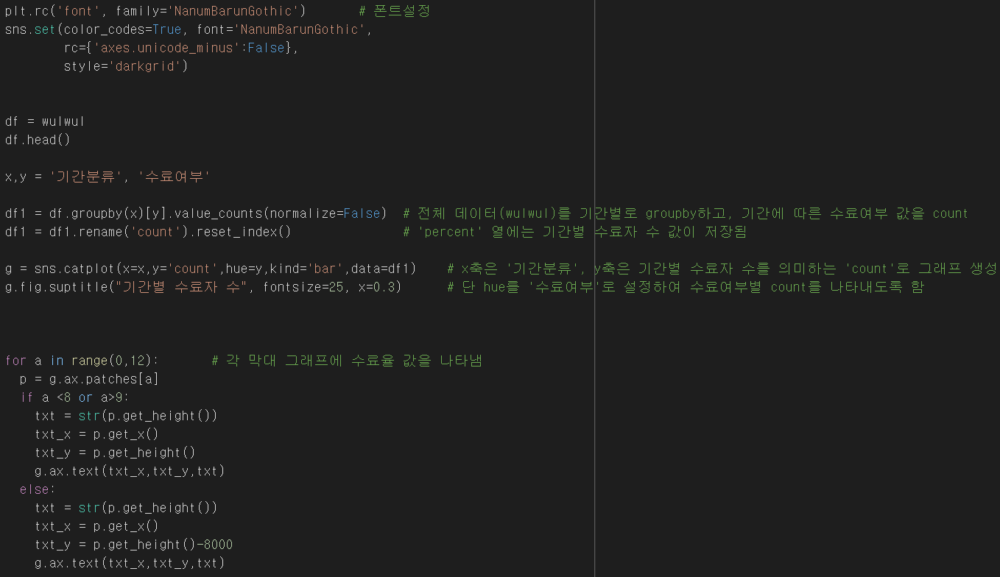 plt.rc('font', family='NanumBarunGothic')       # 폰트설정
sns.set(color_codes=True, font='NanumBarunGothic',
        rc={'axes.unicode_minus':False},
        style='darkgrid')
df = wulwul
df.head()
x,y = '기간분류', '수료여부'
df1 = df.groupby(x)[y].value_counts(normalize=False)  # 전체 데이터(wulwul)를 기간별로 groupby하고, 기간에 따른 수료여부 값을 count
df1 = df1.rename('count').reset_index()               # 'percent' 열에는 기간별 수료자 수 값이 저장됨
g = sns.catplot(x=x,y='count',hue=y,kind='bar',data=df1)    # x축은 '기간분류', y축은 기간별 수료자 수를 의미하는 'count'로 그래프 생성
g.fig.suptitle("기간별 수료자 수", fontsize=25, x=0.3)      # 단 hue를 '수료여부'로 설정하여 수료여부별 count를 나타내도록 함
for a in range(0,12):       # 각 막대 그래프에 수료율 값을 나타냄
  p = g.ax.patches[a]
  if a <8 or a>9:
    txt = str(p.get_height())
    txt_x = p.get_x()
    txt_y = p.get_height()
    g.ax.text(txt_x,txt_y,txt)
  else:
    txt = str(p.get_height())
    txt_x = p.get_x()
    txt_y = p.get_height()-8000
    g.ax.text(txt_x,txt_y,txt)